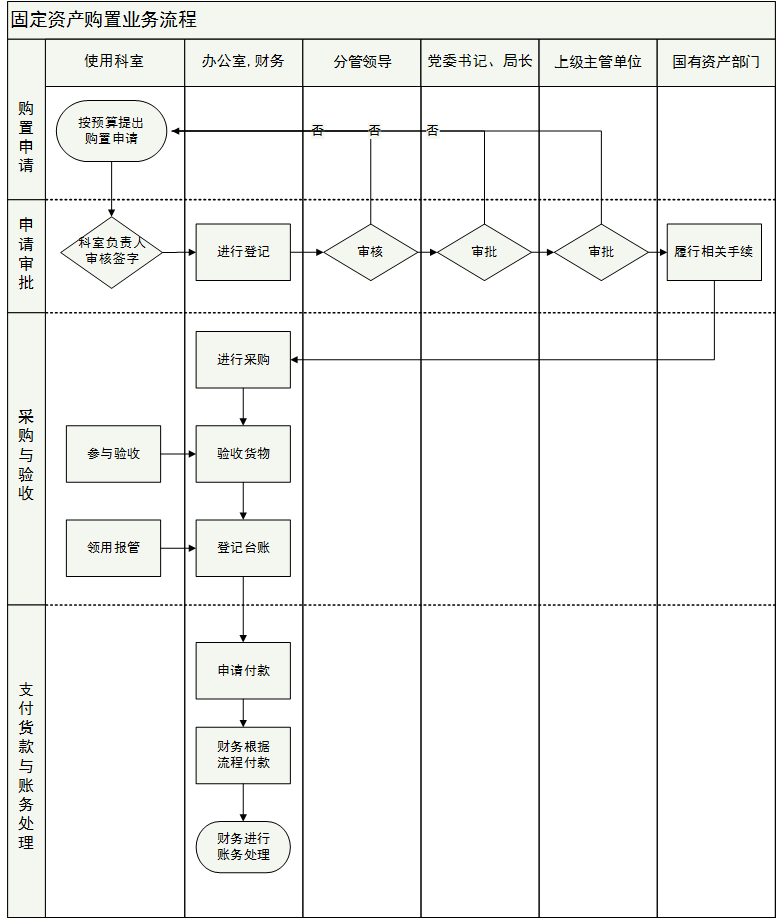 固定资产购置业务流程
使用科室
办公室,财务
分管领导
党委书记、局长
上级主管单位
国有资产部门
购置申请
按预算提出
购置申请
否
否
否
申请审批
科室负责人
审核签字
进行登记
审核
审批
审批
履行相关手续
采购与验收
进行采购
参与验收
验收货物
领用报管
登记台账
支付货款与账务处理
申请付款
财务根据
流程付款
财务进行
账务处理